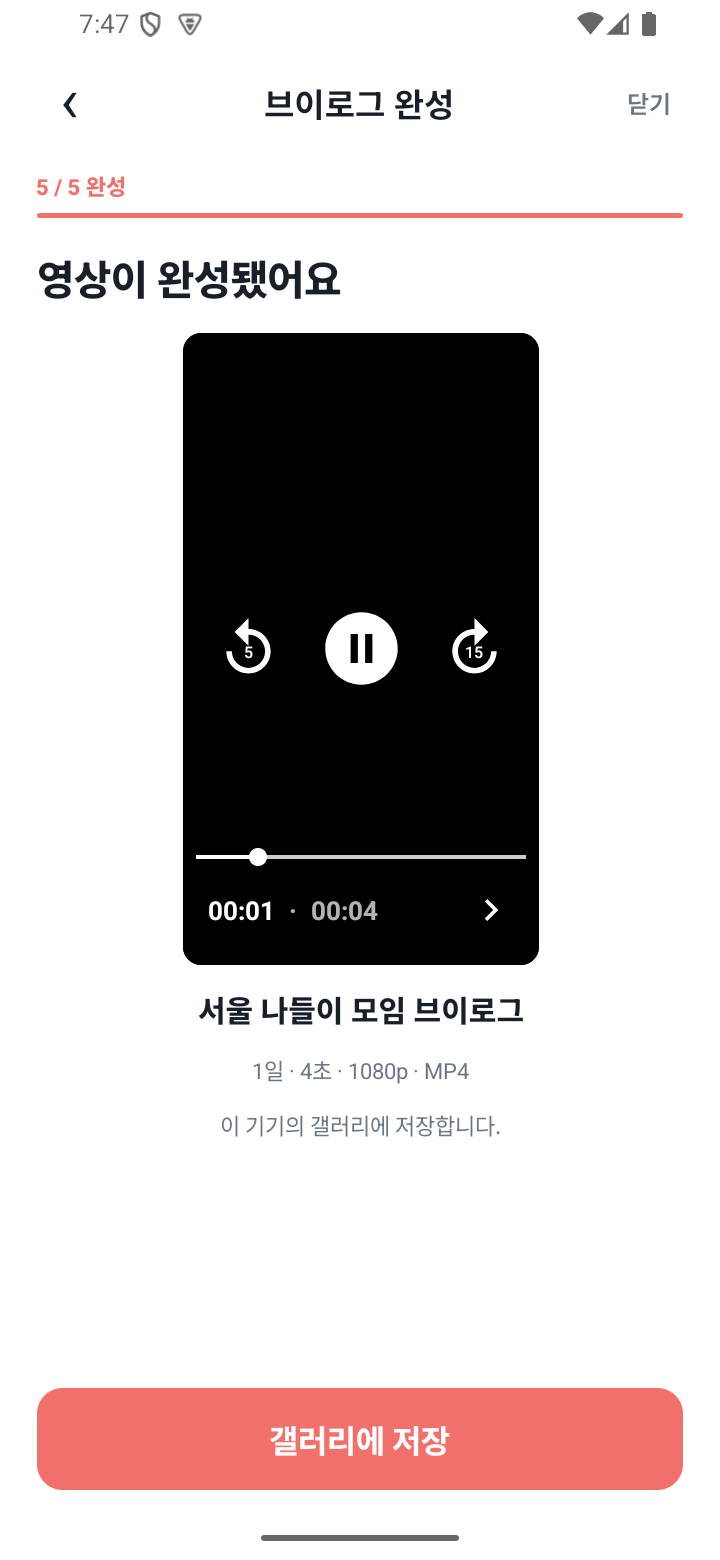 7:47
브이로그 완성
닫기
5 / 5 완성
영상이 완성됐어요
5
15
00:01 · 00:04
서울 나들이 모임 브이로그
1일 · 4초 · 1080p · MP4
이 기기의 갤러리에 저장합니다.
갤러리에 저장